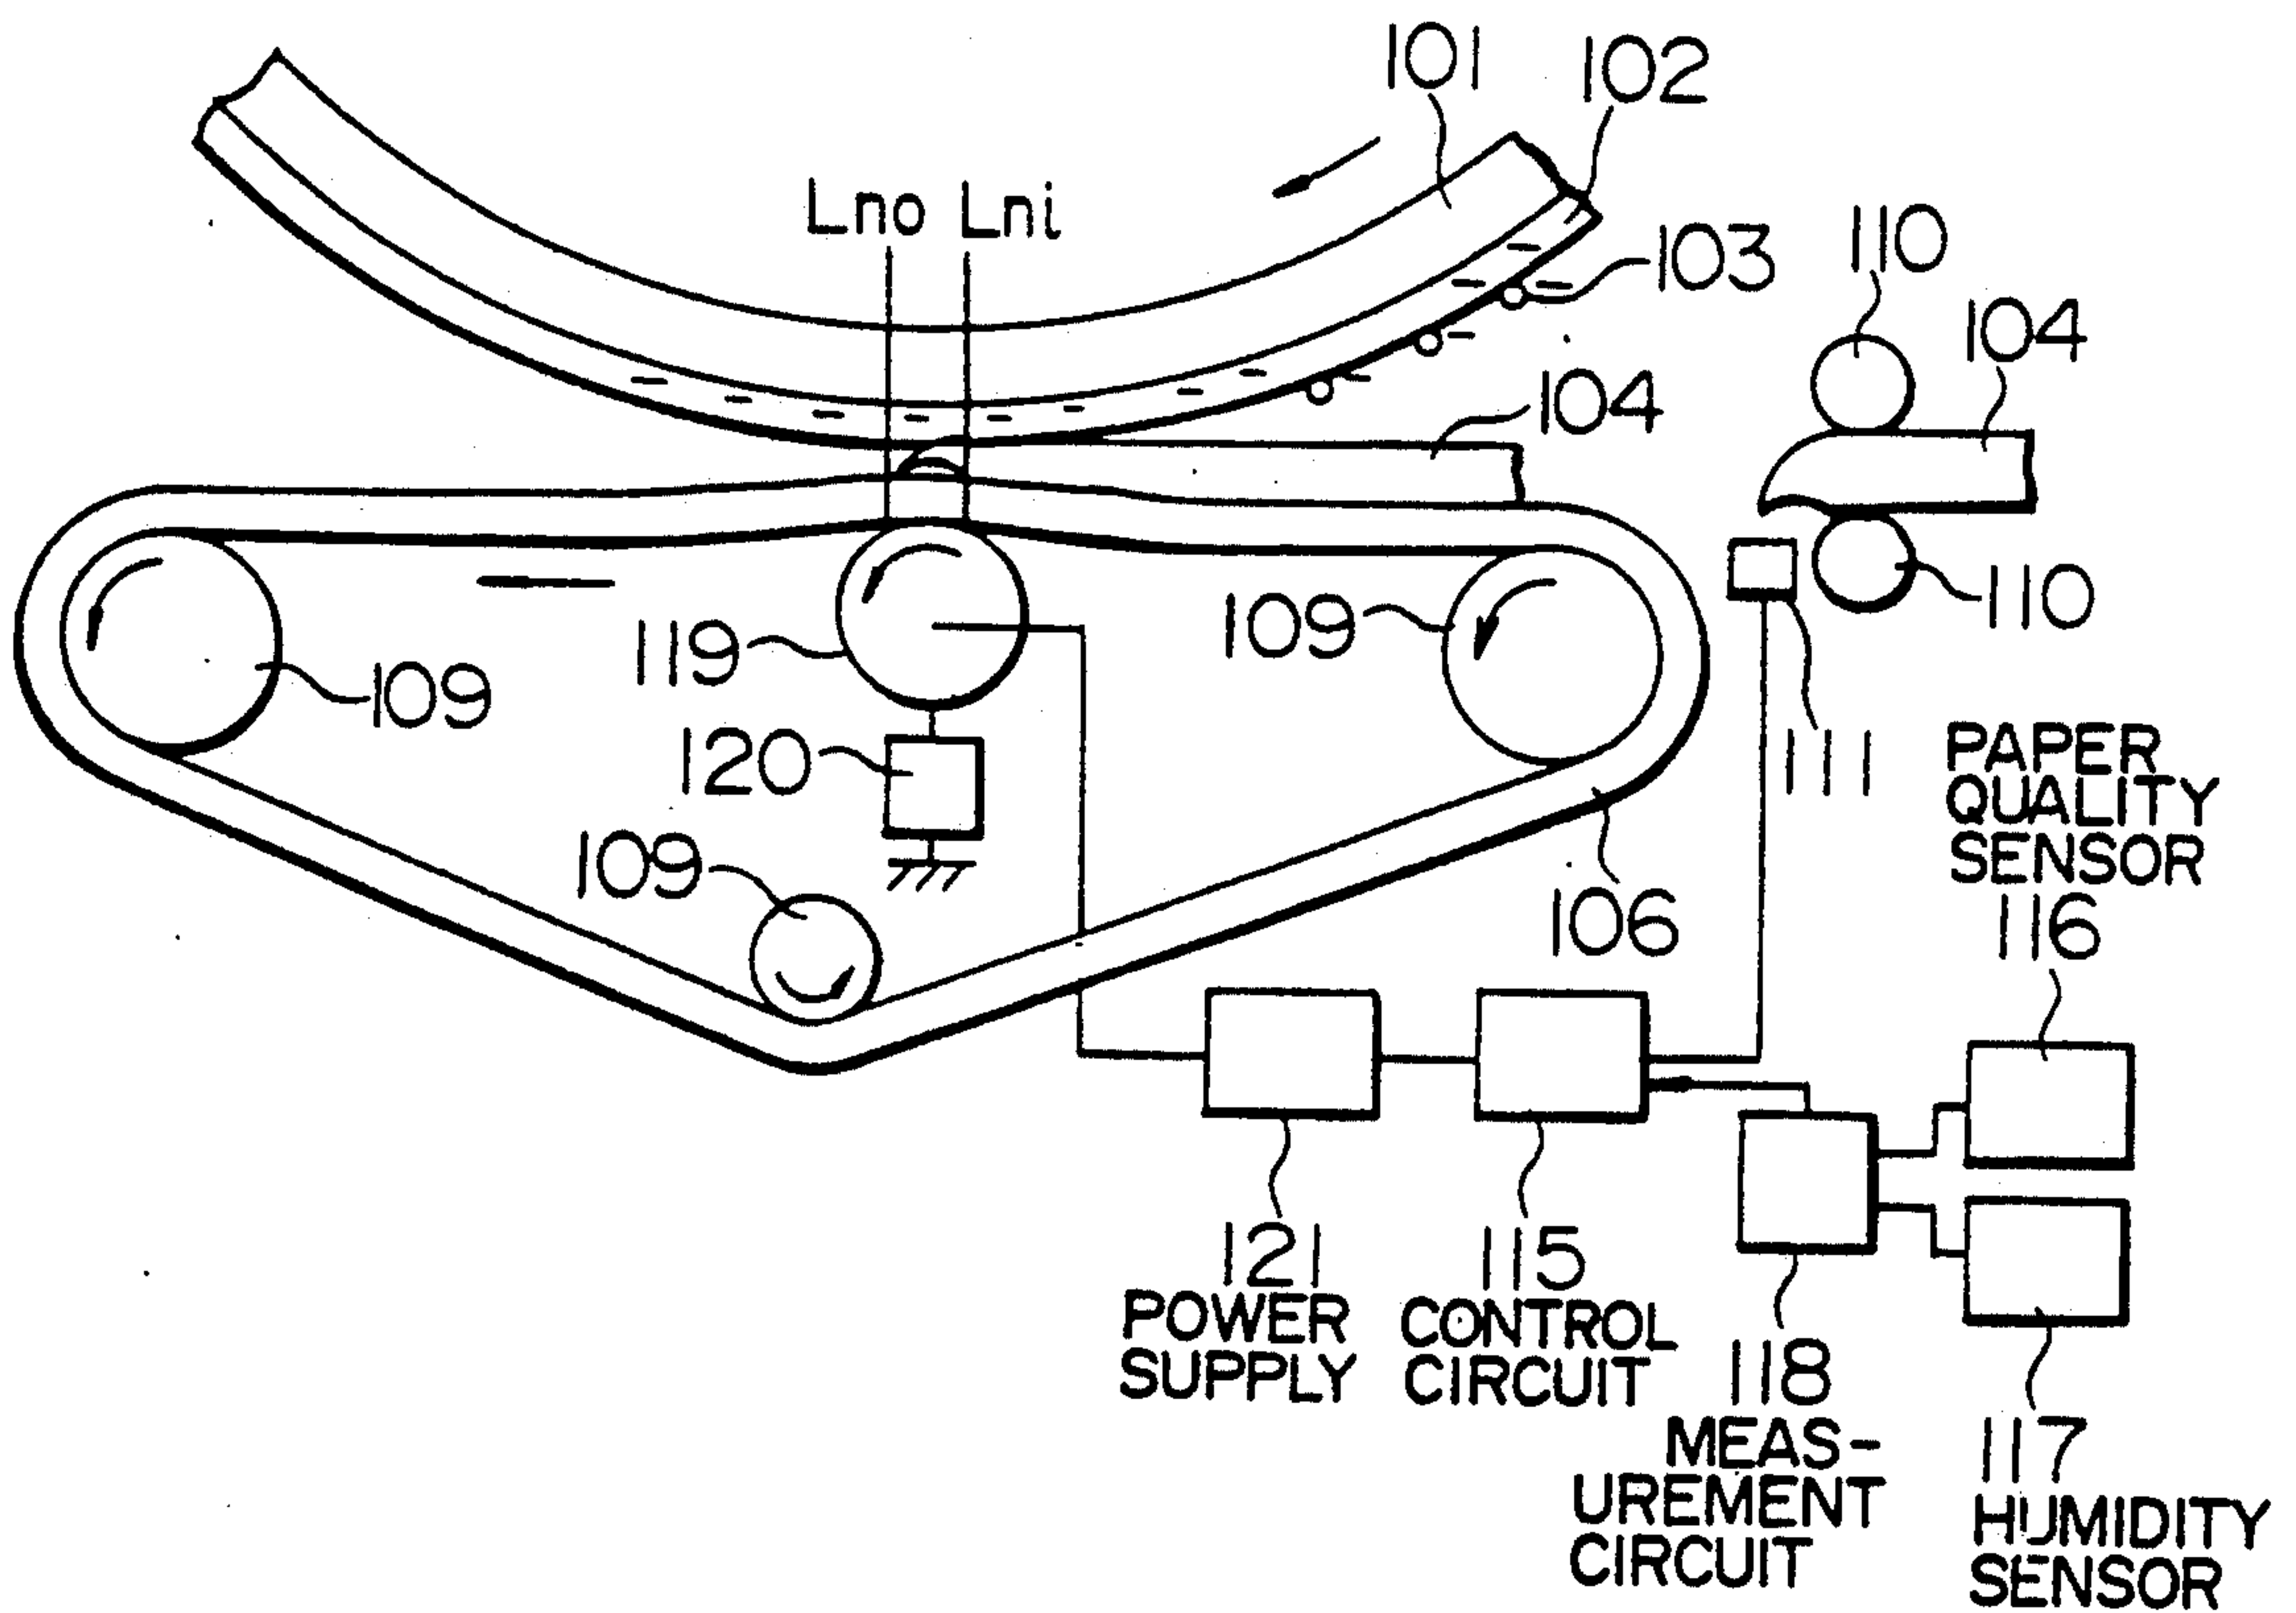 101
102
Lno Lni
103
110
104
104
110
119
109
109
111
120
PAPER
QUALITY
SENSOR
116
109
106
121
POWER
SUPPLY
115
CONTROL
CIRCUIT
118
MEAS-
UREMENT
CIRCUIT
117
HUMIDITY
SENSOR